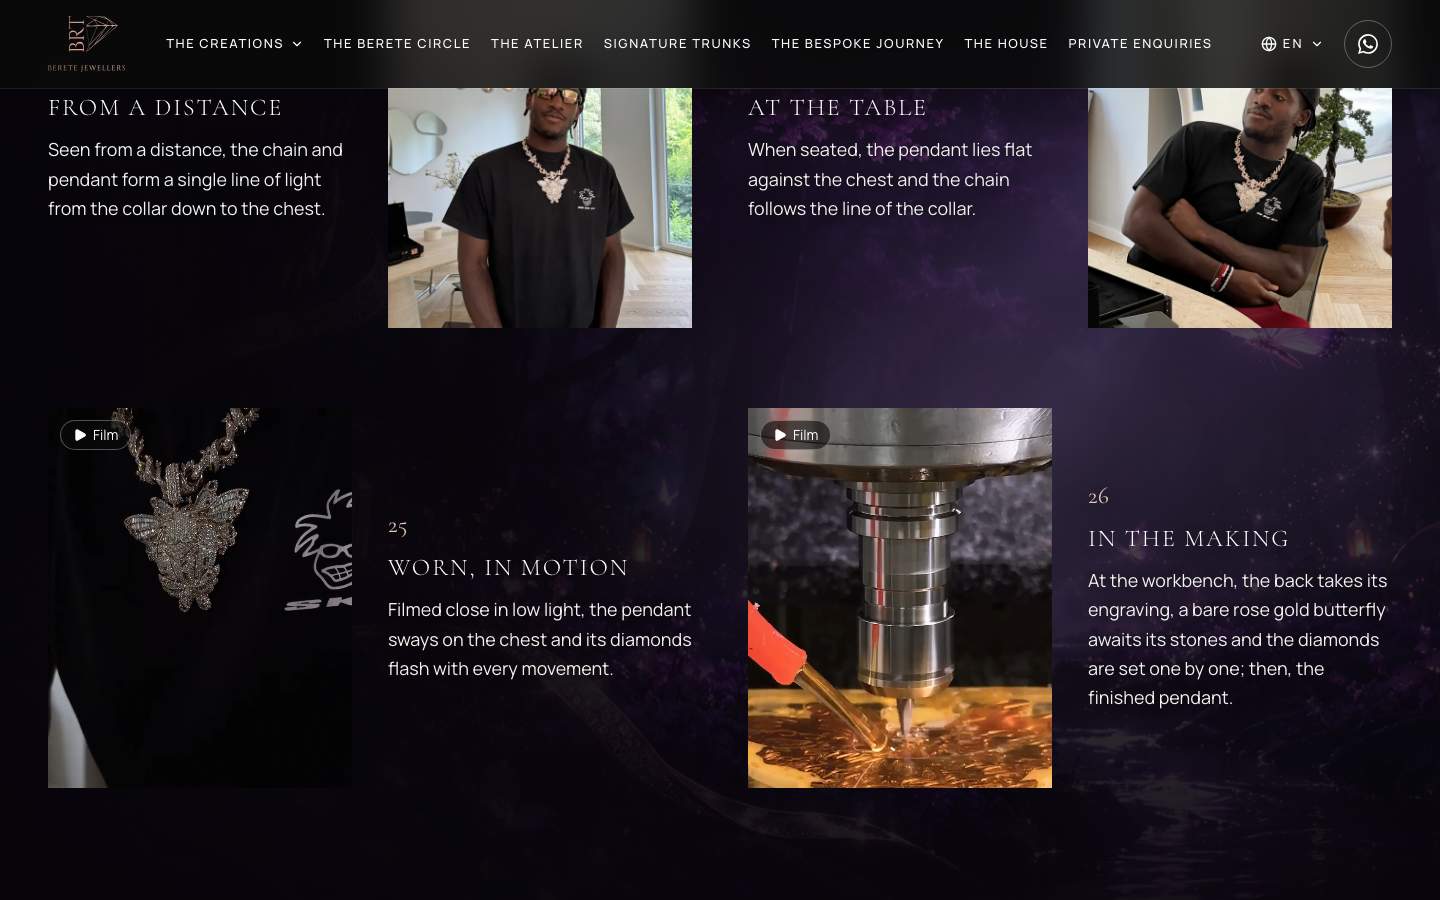 BRT
BERETE JEWELLERS
THE CREATIONS
THE BERETE CIRCLE
THE ATELIER
SIGNATURE TRUNKS
THE BESPOKE JOURNEY
THE HOUSE
PRIVATE ENQUIRIES
EN
FROM A DISTANCE
Seen from a distance, the chain and
pendant form a single line of light
from the collar down to the chest.
AT THE TABLE
When seated, the pendant lies flat
against the chest and the chain
follows the line of the collar.
Film
25
WORN, IN MOTION
Filmed close in low light, the pendant
sways on the chest and its diamonds
flash with every movement.
Film
26
IN THE MAKING
At the workbench, the back takes its
engraving, a bare rose gold butterfly
awaits its stones and the diamonds
are set one by one; then, the
finished pendant.